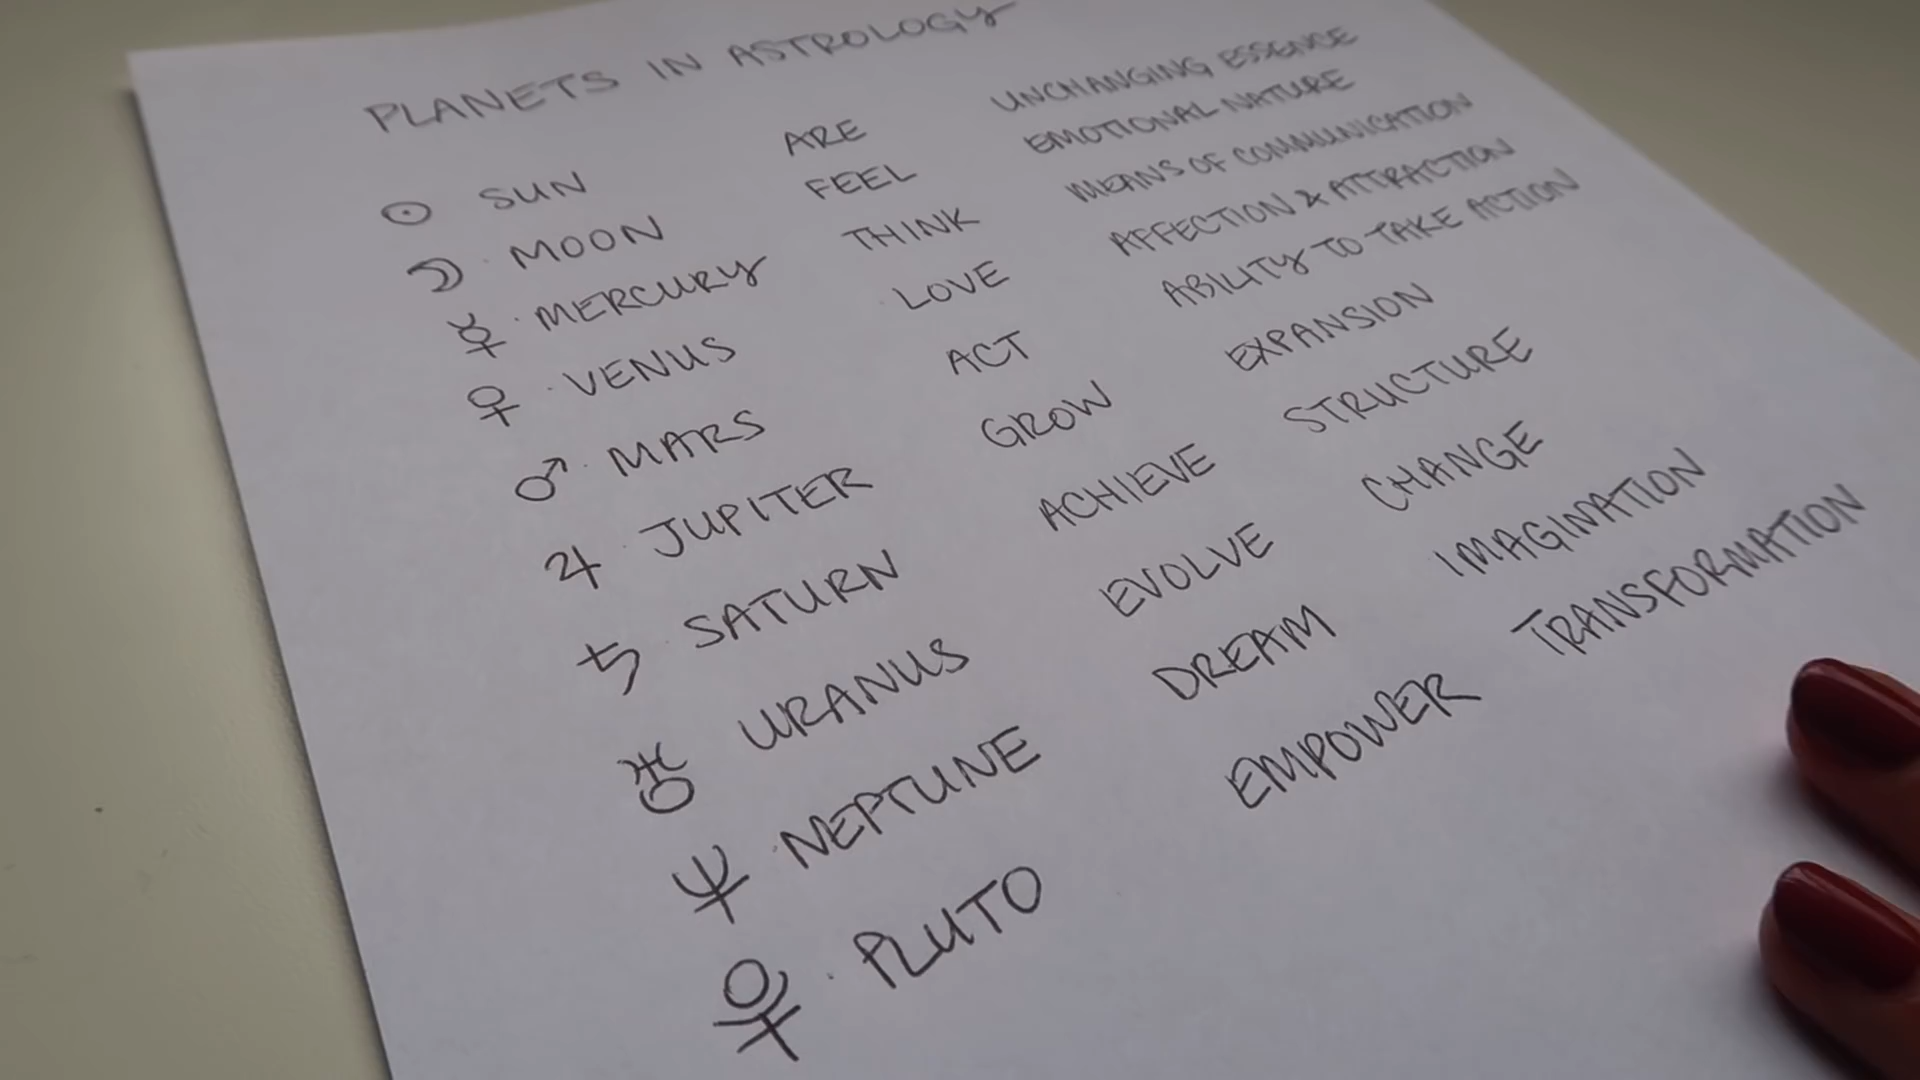 PLANETS IN ASTROLOGY
☉ SUN ARE UNCHANGING ESSENCE
☽ · MOON FEEL EMOTIONAL NATURE
☿ · MERCURY THINK MEANS OF COMMUNICATION
♀ · VENUS LOVE AFFECTION & ATTRACTION
♂ · MARS ACT ABILITY TO TAKE ACTION
♃ · JUPITER GROW EXPANSION
♄ · SATURN ACHIEVE STRUCTURE
♅ URANUS EVOLVE CHANGE
♆ · NEPTUNE DREAM IMAGINATION
♇ · PLUTO EMPOWER TRANSFORMATION